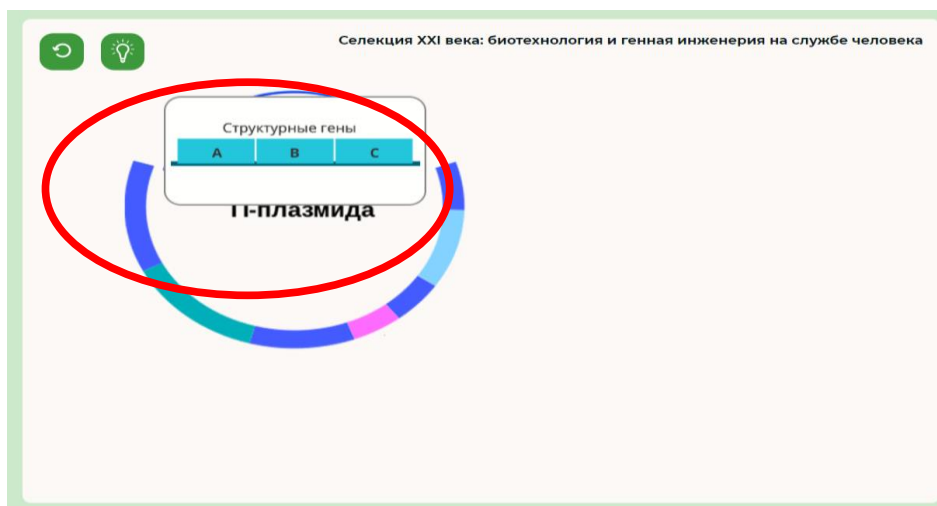 Селекция XXI века: биотехнология и генная инженерия на службе человека
Структурные гены
A B C
Ti-плазмида